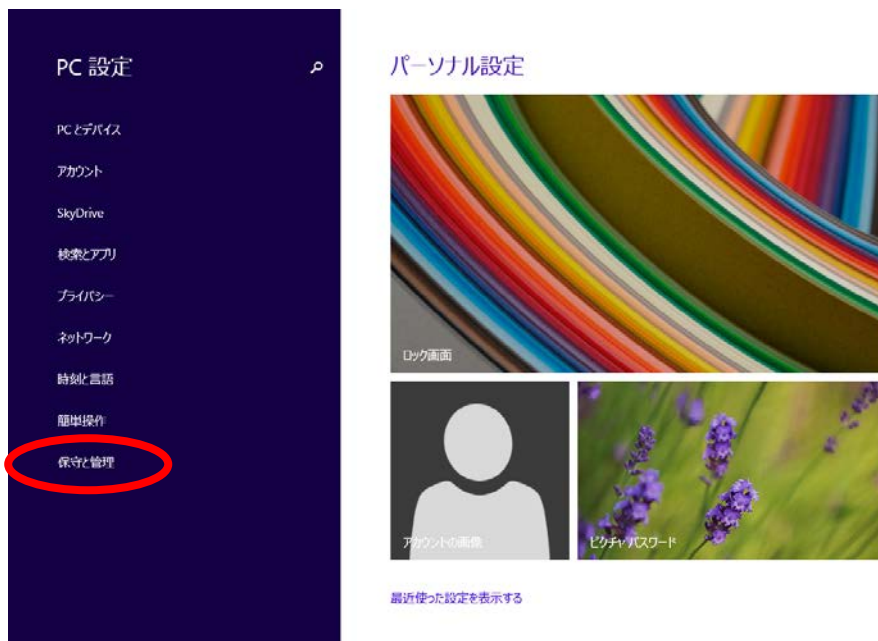 PC 設定
PC とデバイス
アカウント
SkyDrive
検索とアプリ
プライバシー
ネットワーク
時刻と言語
簡単操作
保守と管理
パーソナル設定
ロック画面
アカウントの画像
ピクチャ パスワード
最近使った設定を表示する